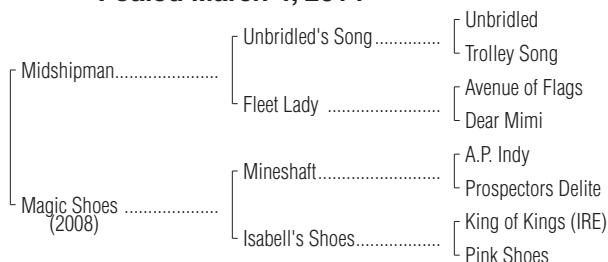 Unbridled
Unbridled's Song..............
Trolley Song
Midshipman......................
Avenue of Flags
Fleet Lady ..................
Dear Mimi
A.P. Indy
Mineshaft....................
Prospectors Delite
Magic Shoes ....................
(2008)
King of Kings (IRE)
Isabell's Shoes..............
Pink Shoes